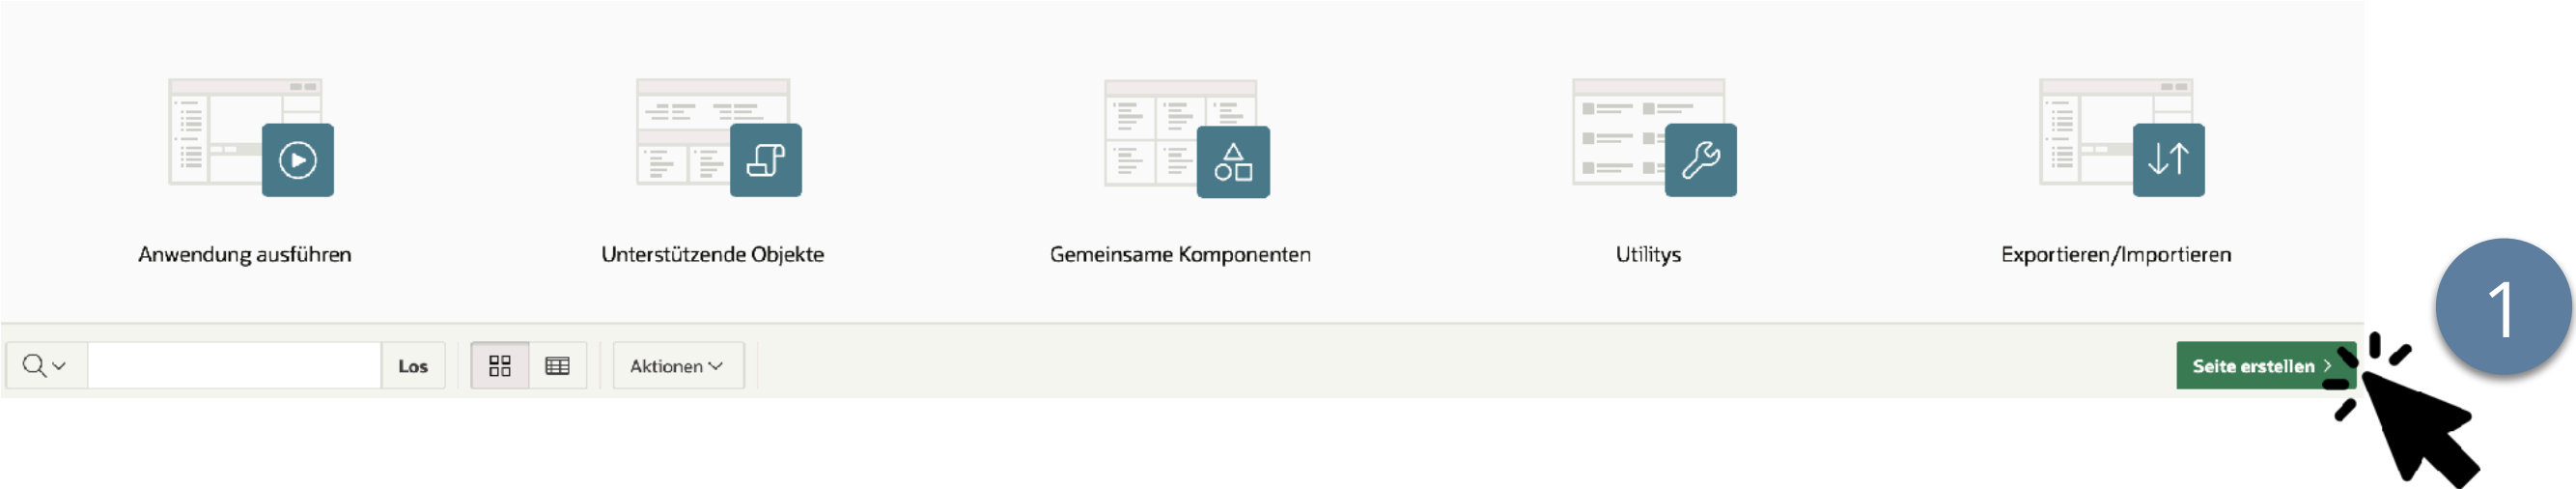 Anwendung ausführen
Unterstützende Objekte
Gemeinsame Komponenten
Utilitys
Exportieren/Importieren
1
Los
Aktionen
Seite erstellen